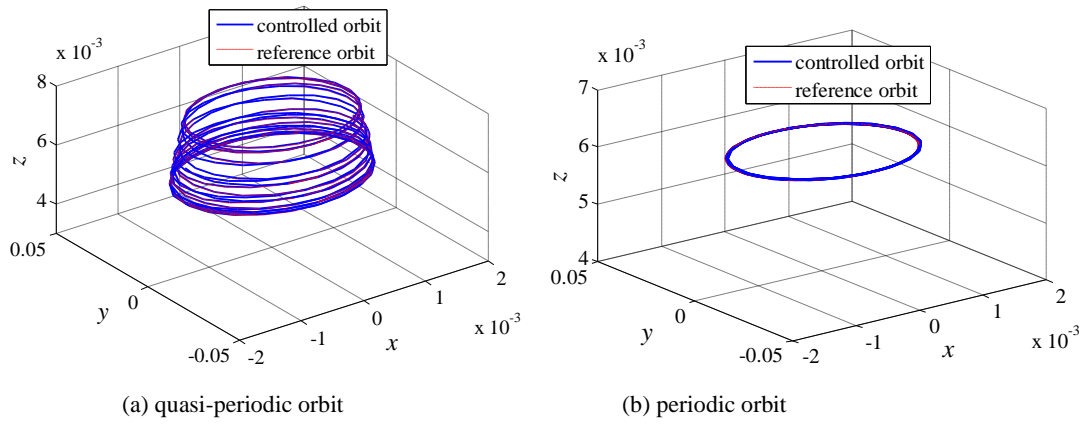 controlled orbit
reference orbit
x 10⁻³
8
6
4
z
0.05
0
-0.05
y
-2
-1
0
1
2
x
x 10⁻³
(a) quasi-periodic orbit
controlled orbit
reference orbit
x 10⁻³
7
6
5
4
z
0.05
0
-0.05
y
-2
-1
0
1
2
x
x 10⁻³
(b) periodic orbit